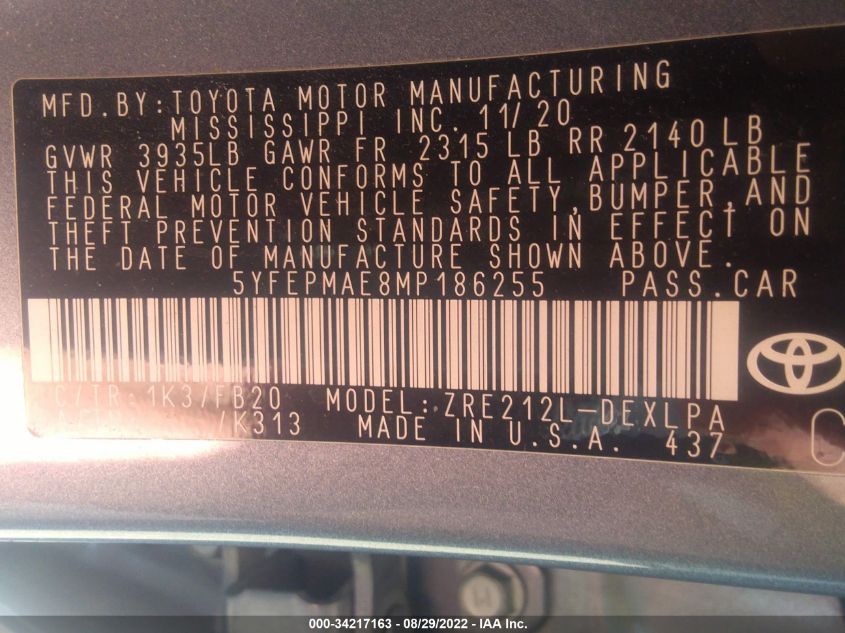 MFD.BY:TOYOTA MOTOR MANUFACTURING
MISSISSIPPI INC. 11/20
GVWR 3935LB GAWR FR 2315 LB RR 2140 LB
THIS VEHICLE CONFORMS TO ALL APPLICABLE
FEDERAL MOTOR VEHICLE SAFETY,BUMPER,AND
THEFT PREVENTION STANDARDS IN EFFECT ON
THE DATE OF MANUFACTURE SHOWN ABOVE.
5YFEPMAE8MP186255 PASS.CAR
C/TR: 1K3/FB20 MODEL: ZRE212L-DEXLPA
/K313 MADE IN U.S.A. 437
C
000-34217163 - 08/29/2022 - IAA Inc.